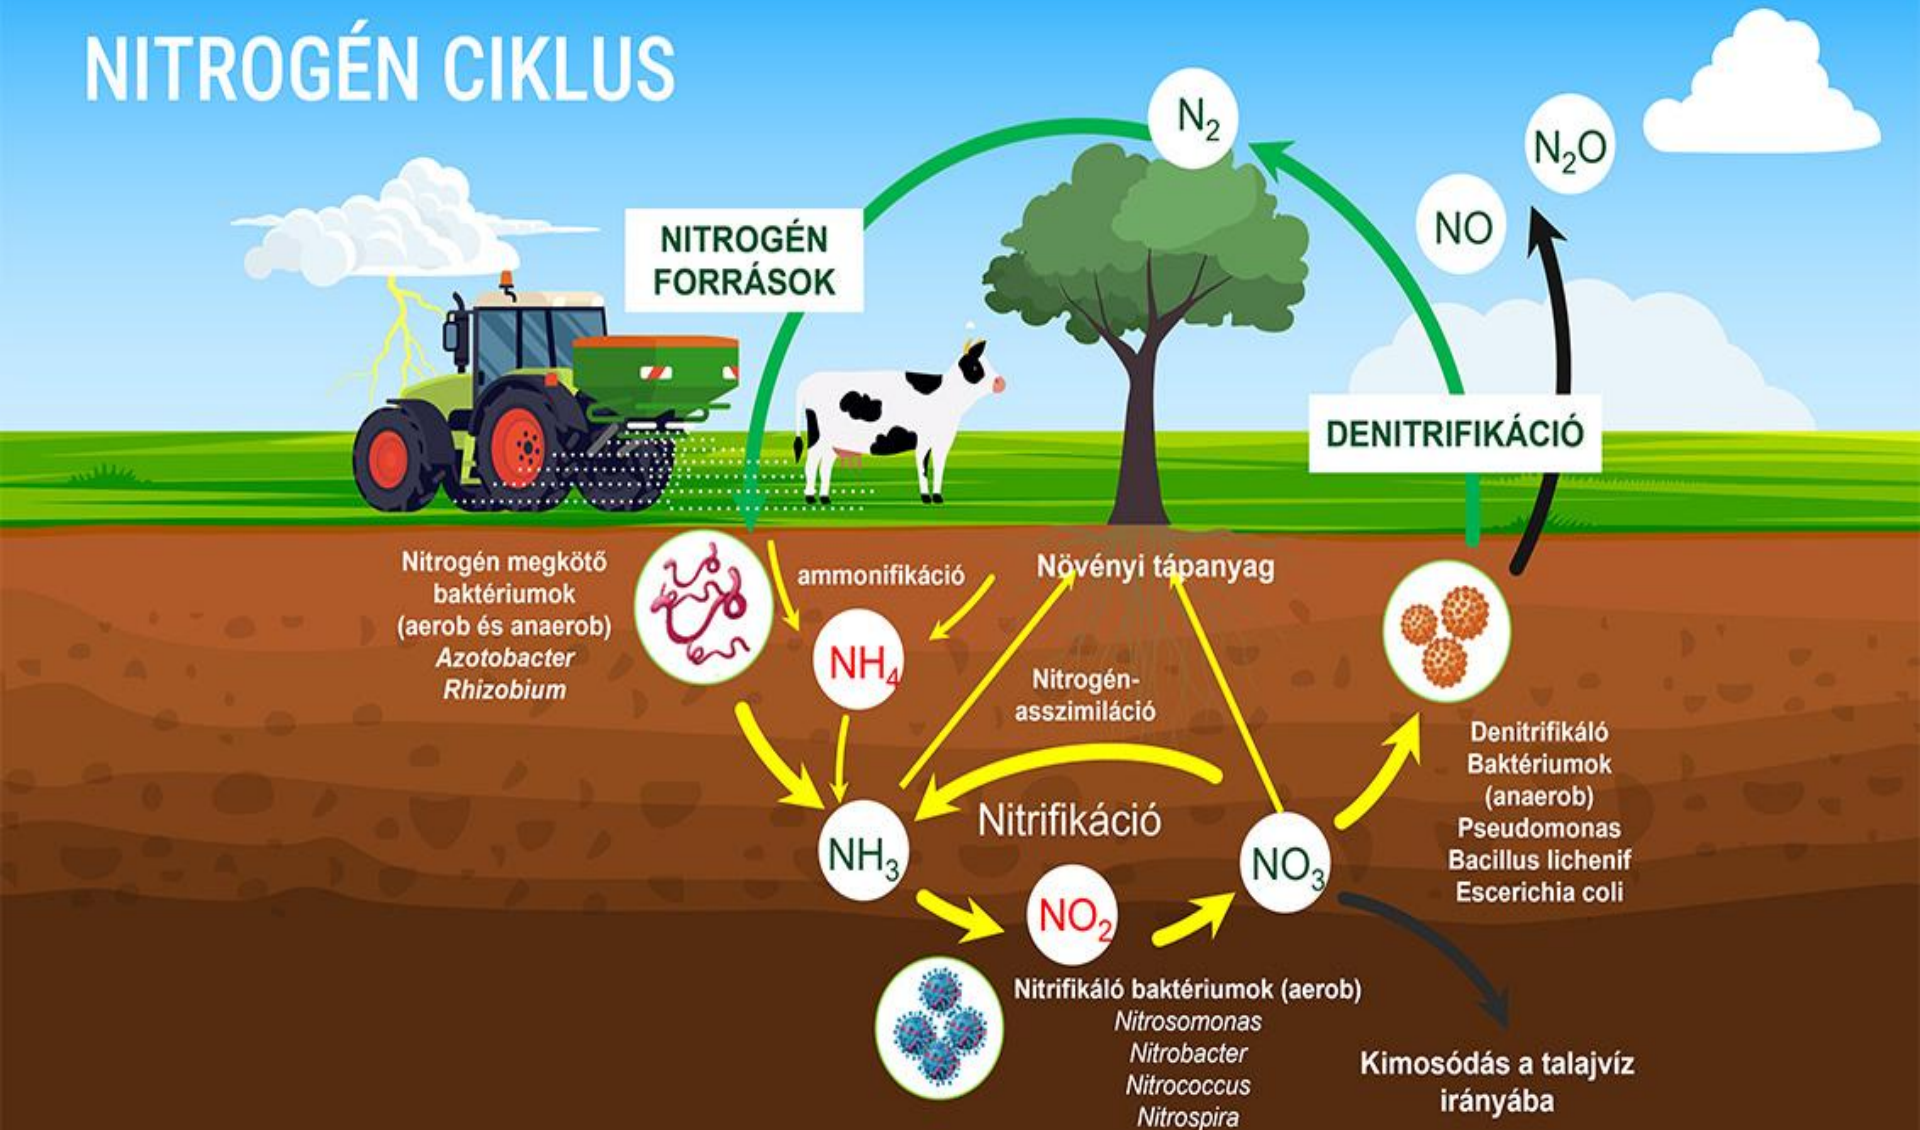 NITROGÉN CIKLUS
N2
N2O
NO
NITROGÉN
FORRÁSOK
DENITRIFIKÁCIÓ
Nitrogén megkötő
baktériumok
(aerob és anaerob)
Azotobacter
Rhizobium
ammonifikáció
Növényi tápanyag
NH4
Nitrogén-
asszimiláció
Nitrifikáció
NH3
NO2
NO3
Denitrifikáló
Baktériumok
(anaerob)
Pseudomonas
Bacillus lichenif
Escerichia coli
Nitrifikáló baktériumok (aerob)
Nitrosomonas
Nitrobacter
Nitrococcus
Nitrospira
Kimosódás a talajvíz
irányába